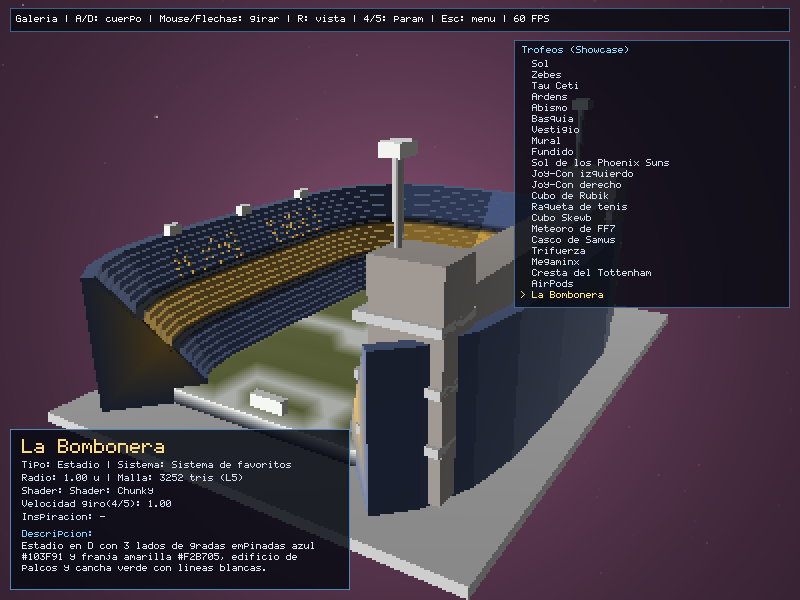 Galeria | A/D: cuerpo | Mouse/Flechas: girar | R: vista | 4/5: param | Esc: menu | 60 FPS
Trofeos (Showcase)
Sol
Zebes
Tau Ceti
Ardens
Abismo
Basquia
Vestigio
Mural
Fundido
Sol de los Phoenix Suns
Joy-Con izquierdo
Joy-Con derecho
Cubo de Rubik
Raqueta de tenis
Cubo Skewb
Meteoro de FF7
Casco de Samus
Trifuerza
Megaminx
Cresta del Tottenham
AirPods
> La Bombonera
La Bombonera
Tipo: Estadio | Sistema: Sistema de favoritos
Radio: 1.00 u | Malla: 3252 tris (L5)
Shader: Shader: Chunky
Velocidad giro(4/5): 1.00
Inspiracion: -
Descripcion:
Estadio en D con 3 lados de gradas empinadas azul
#103F91 y franja amarilla #F2B705, edificio de
Palcos y cancha verde con lineas blancas.